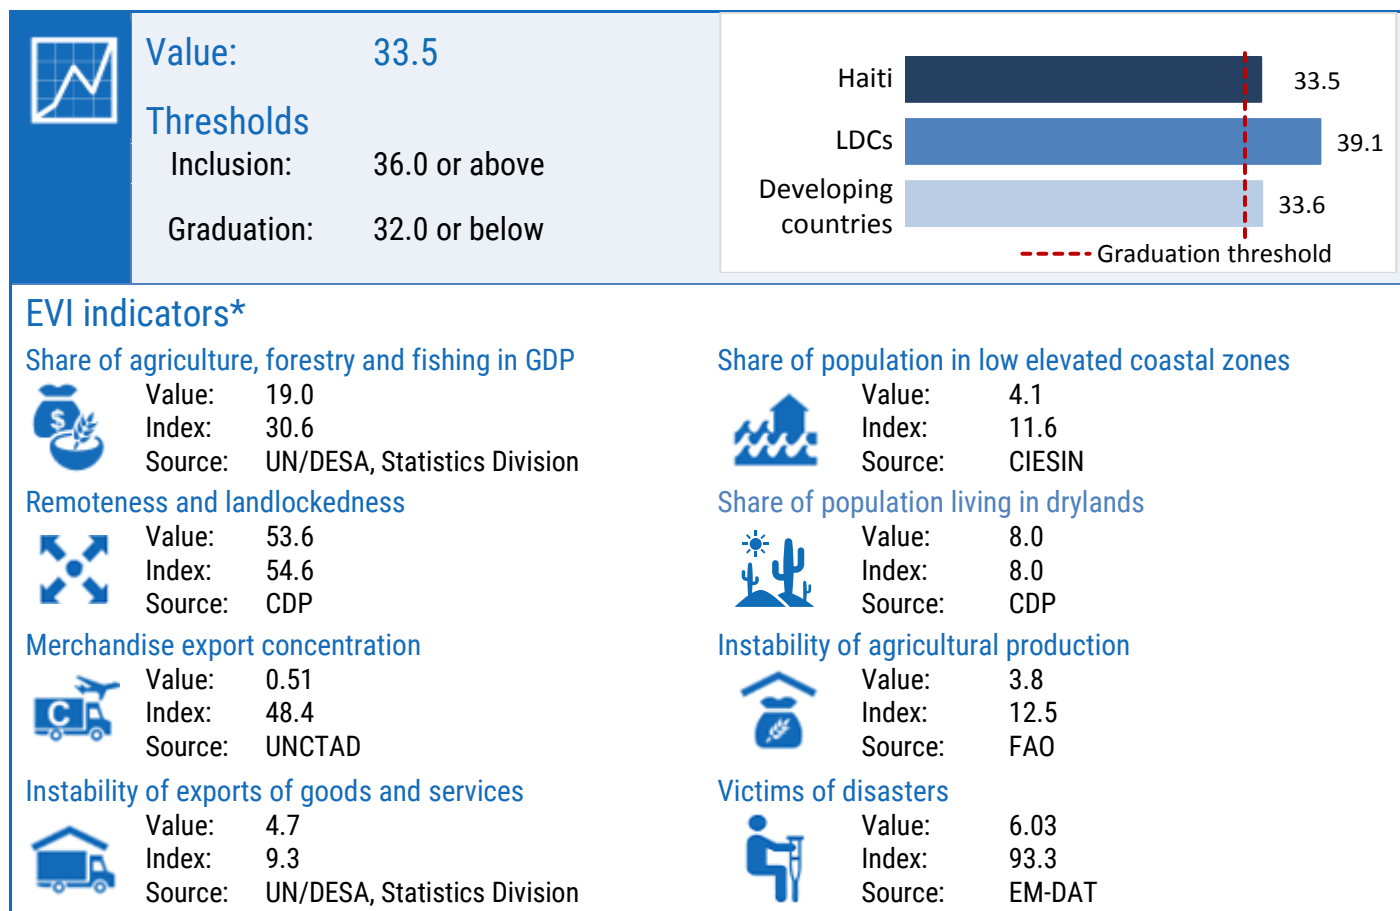 Value: 33.5
Thresholds
Inclusion: 36.0 or above
Graduation: 32.0 or below
Haiti 33.5
LDCs 39.1
Developing
countries 33.6
Graduation threshold
EVI indicators*
Share of agriculture, forestry and fishing in GDP
$
Value: 19.0
Index: 30.6
Source: UN/DESA, Statistics Division
Share of population in low elevated coastal zones
Value: 4.1
Index: 11.6
Source: CIESIN
Remoteness and landlockedness
Value: 53.6
Index: 54.6
Source: CDP
Share of population living in drylands
Value: 8.0
Index: 8.0
Source: CDP
Merchandise export concentration
C
Value: 0.51
Index: 48.4
Source: UNCTAD
Instability of agricultural production
Value: 3.8
Index: 12.5
Source: FAO
Instability of exports of goods and services
Value: 4.7
Index: 9.3
Source: UN/DESA, Statistics Division
Victims of disasters
Value: 6.03
Index: 93.3
Source: EM-DAT